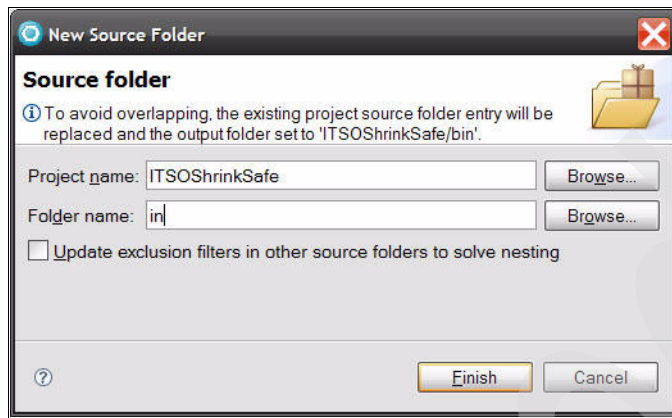 New Source Folder
Source folder
To avoid overlapping, the existing project source folder entry will be
replaced and the output folder set to 'ITSOShrinkSafe/bin'.
Project name: ITSOShrinkSafe Browse...
Folder name: in Browse...
Update exclusion filters in other source folders to solve nesting
? Finish Cancel